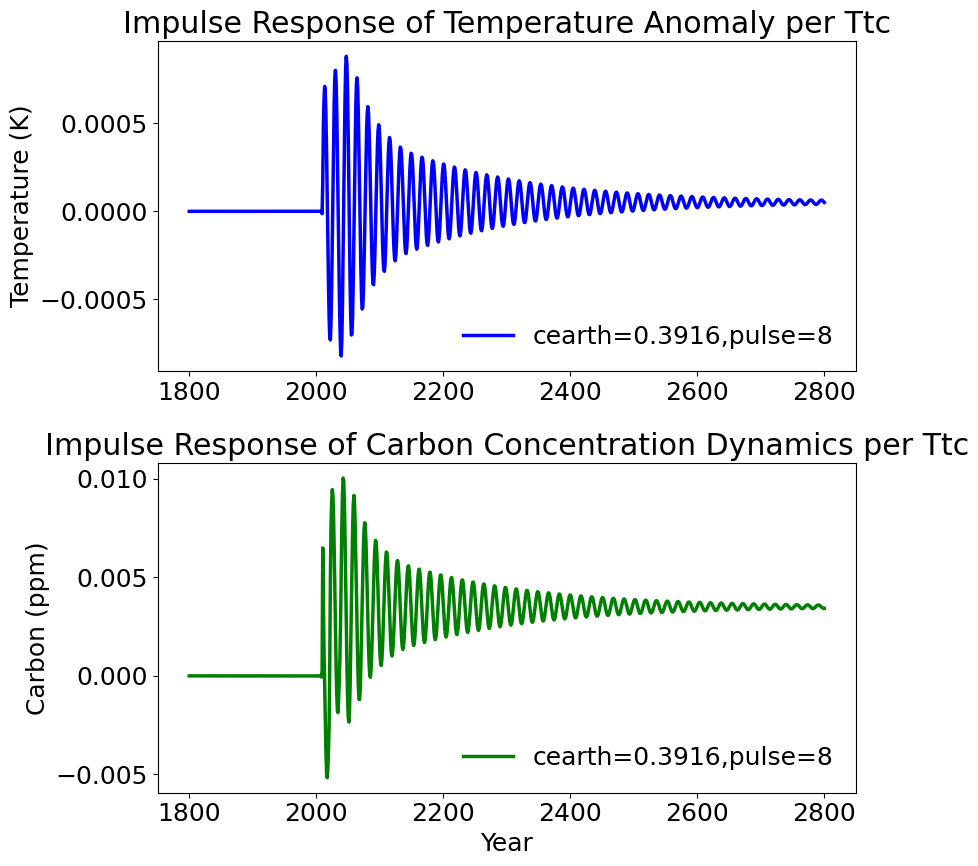 Impulse Response of Temperature Anomaly per Ttc
Temperature (K)
0.0005
0.0000
−0.0005
cearth=0.3916,pulse=8
1800 2000 2200 2400 2600 2800
Impulse Response of Carbon Concentration Dynamics per Ttc
Carbon (ppm)
0.010
0.005
0.000
−0.005
cearth=0.3916,pulse=8
1800 2000 2200 2400 2600 2800
Year